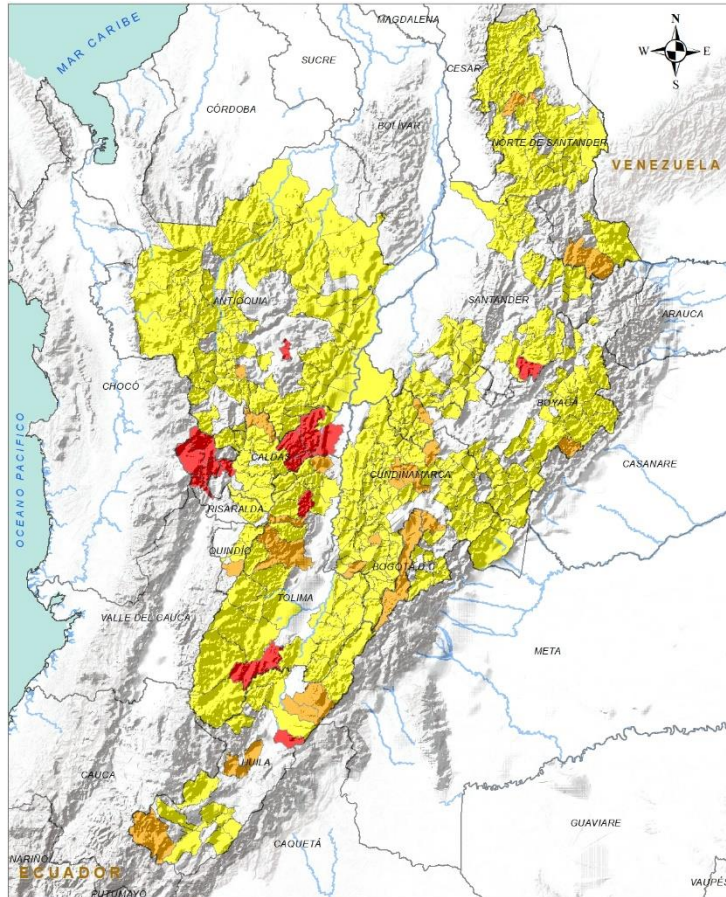 MAGDALENA
N
W E
S
MAR CARIBE
SUCRE
CESAR
CÓRDOBA
BOLÍVAR
NORTE DE SANTANDER
VENEZUELA
ANTIOQUIA
SANTANDER
ARAUCA
CHOCÓ
BOYACÁ
OCEANO PACIFICO
CALDAS
CUNDINAMARCA
CASANARE
RISARALDA
QUINDÍO
BOGOTÁ D.C.
TOLIMA
VALLE DEL CAUCA
META
HUILA
CAUCA
GUAVIARE
CAQUETÁ
NARIÑO
ECUADOR
VAUPÉS
PUTUMAYO